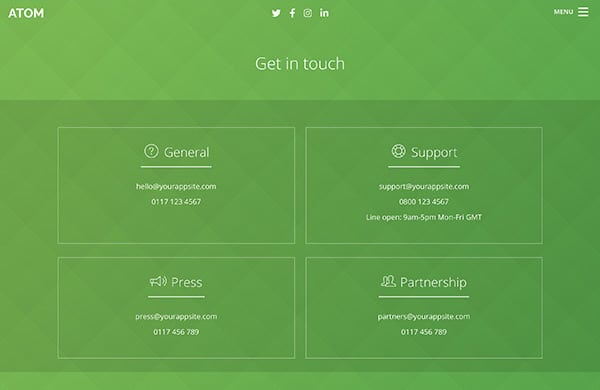 ATOM
MENU
Get in touch
General
hello@yourappsite.com
0117 123 4567
Support
support@yourappsite.com
0800 123 4567
Line open: 9am-5pm Mon-Fri GMT
Press
press@yourappsite.com
0117 456 789
Partnership
partners@yourappsite.com
0117 456 789